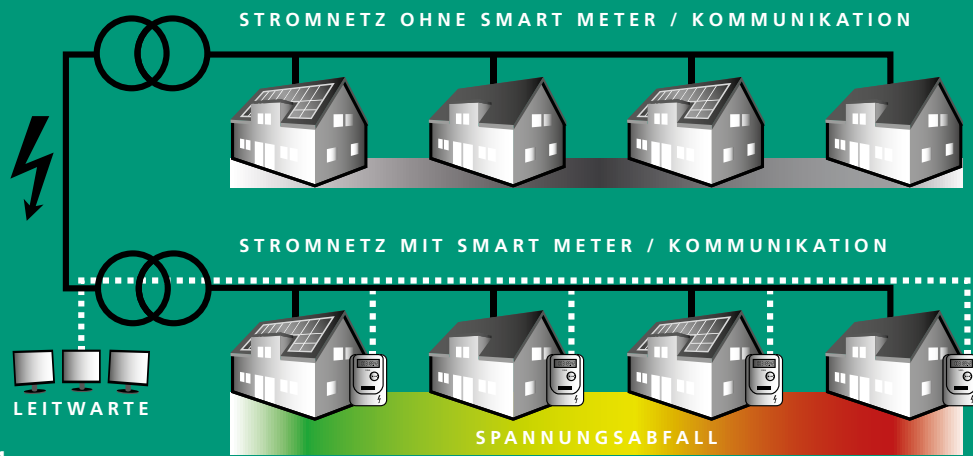 STROMNETZ OHNE SMART METER / KOMMUNIKATION
STROMNETZ MIT SMART METER / KOMMUNIKATION
LEITWARTE
SPANNUNGSABFALL